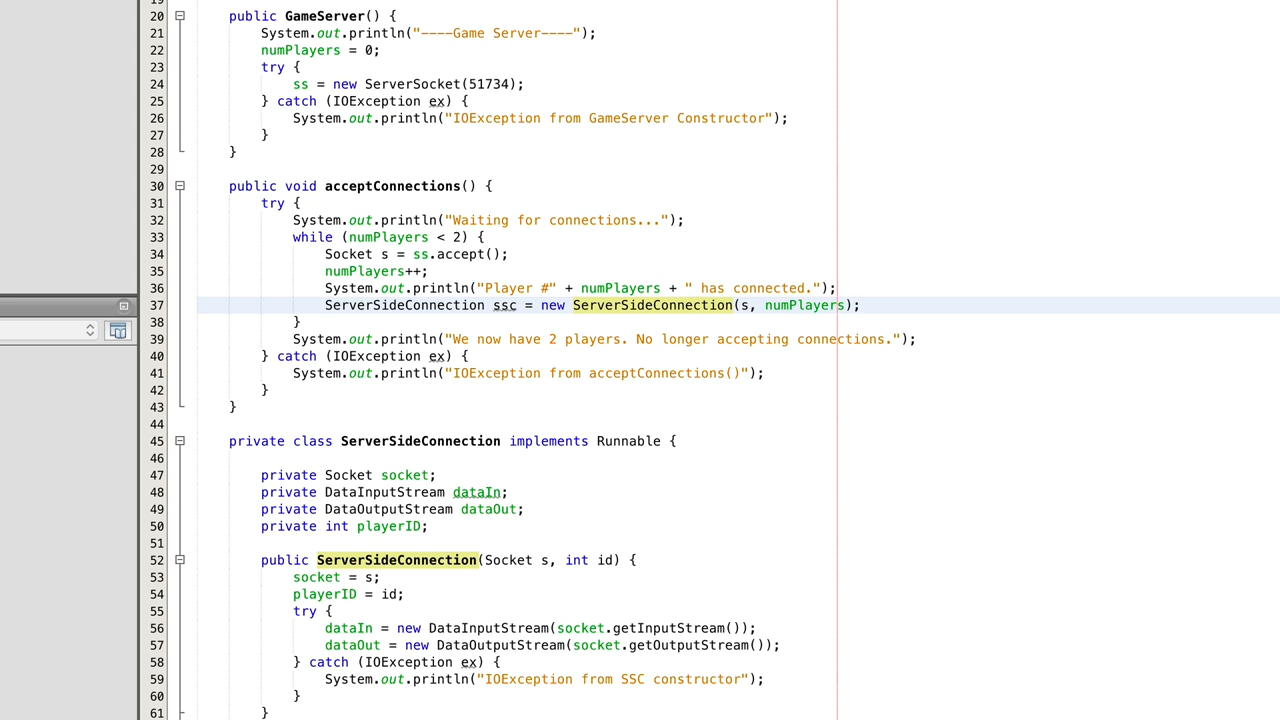 19
20 public GameServer() {
21 System.out.println("----Game Server----");
22 numPlayers = 0;
23 try {
24 ss = new ServerSocket(51734);
25 } catch (IOException ex) {
26 System.out.println("IOException from GameServer Constructor");
27 }
28 }
29
30 public void acceptConnections() {
31 try {
32 System.out.println("Waiting for connections...");
33 while (numPlayers < 2) {
34 Socket s = ss.accept();
35 numPlayers++;
36 System.out.println("Player #" + numPlayers + " has connected.");
37 ServerSideConnection ssc = new ServerSideConnection(s, numPlayers);
38 }
39 System.out.println("We now have 2 players. No longer accepting connections.");
40 } catch (IOException ex) {
41 System.out.println("IOException from acceptConnections()");
42 }
43 }
44
45 private class ServerSideConnection implements Runnable {
46
47 private Socket socket;
48 private DataInputStream dataIn;
49 private DataOutputStream dataOut;
50 private int playerID;
51
52 public ServerSideConnection(Socket s, int id) {
53 socket = s;
54 playerID = id;
55 try {
56 dataIn = new DataInputStream(socket.getInputStream());
57 dataOut = new DataOutputStream(socket.getOutputStream());
58 } catch (IOException ex) {
59 System.out.println("IOException from SSC constructor");
60 }
61 }